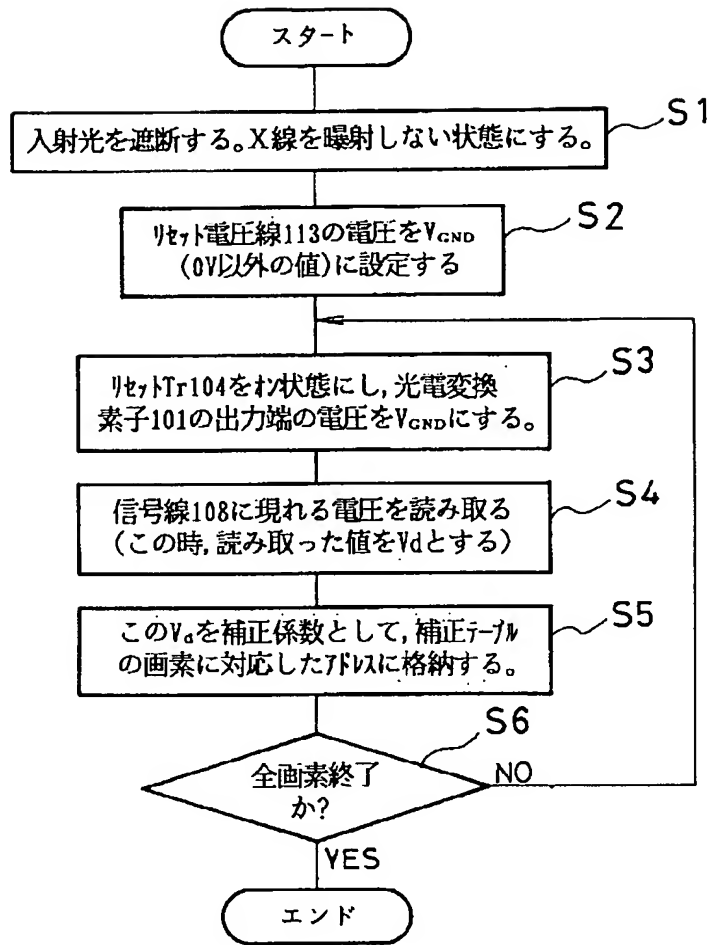 スタート
入射光を遮断する。X線を曝射しない状態にする。
S1
リセット電圧線113の電圧をVGND
(0V以外の値)に設定する
S2
リセットTr104をオン状態にし,光電変換
素子101の出力端の電圧をVGNDにする。
S3
信号線108に現れる電圧を読み取る
(この時,読み取った値をVdとする)
S4
このVdを補正係数として,補正テーブル
の画素に対応したアドレスに格納する。
S5
全画素終了
か?
S6
NO
YES
エンド